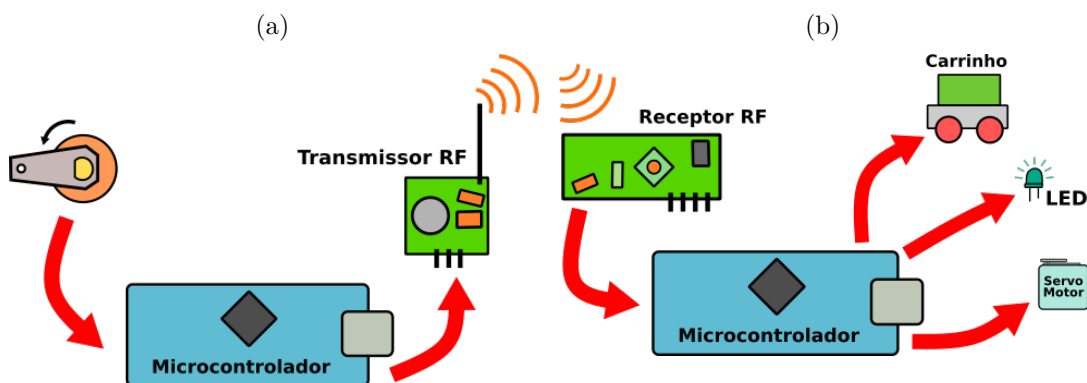 (a)
(b)
Carrinho
Receptor RF
Transmissor RF
LED
Servo
Motor
Microcontrolador
Microcontrolador